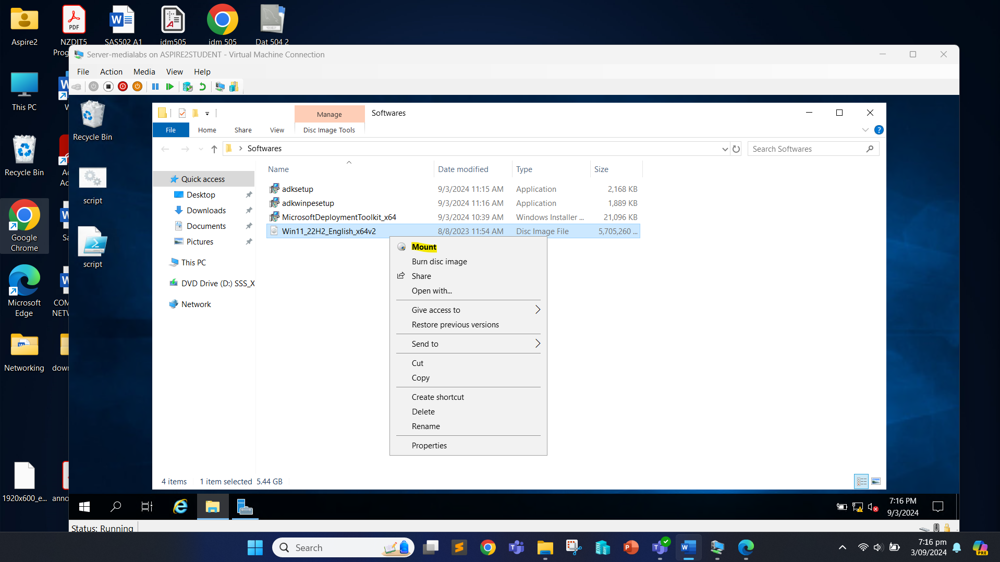 Aspire2
NZDIT5
Prog
SAS502 A1
idm505
idm 505
Dat 504 2
This PC
Recycle Bin
Google
Chrome
Microsoft
Edge
COM
NETV
Networking
down
1920x600_e...
anno
Server-medialabs on ASPIRE2STUDENT - Virtual Machine Connection
File Action Media View Help
Recycle Bin
script
script
Manage
Softwares
File Home Share View Disc Image Tools
Softwares
Search Softwares
Name Date modified Type Size
adksetup 9/3/2024 11:15 AM Application 2,168 KB
adkwinpesetup 9/3/2024 11:16 AM Application 1,889 KB
MicrosoftDeploymentToolkit_x64 9/3/2024 10:39 AM Windows Installer ... 21,096 KB
Win11_22H2_English_x64v2 8/8/2023 11:54 AM Disc Image File 5,705,260 ...
Quick access
Desktop
Downloads
Documents
Pictures
This PC
DVD Drive (D:) SSS_X
Network
Mount
Burn disc image
Share
Open with...
Give access to
Restore previous versions
Send to
Cut
Copy
Create shortcut
Delete
Rename
Properties
4 items 1 item selected 5.44 GB
7:16 PM
9/3/2024
Status: Running
Search
7:16 pm
3/09/2024